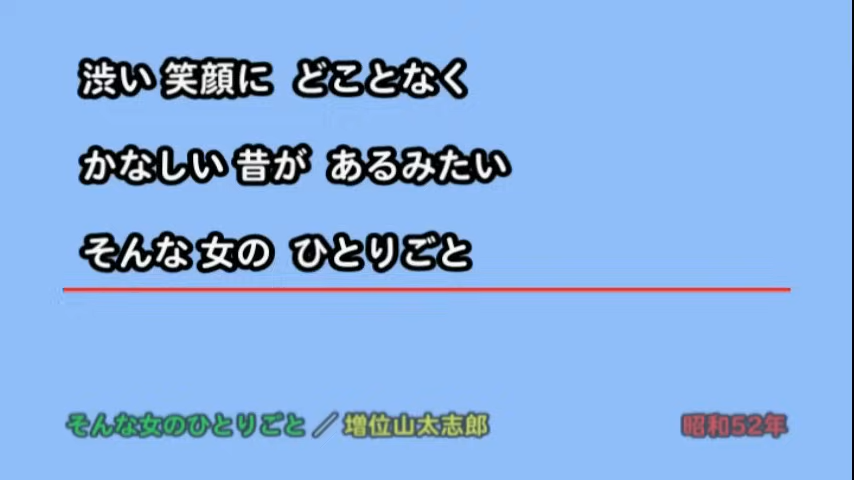 渋い 笑顔に どことなく
かなしい 昔が あるみたい
そんな 女の ひとりごと
そんな女のひとりごと ／ 増位山太志郎 昭和52年